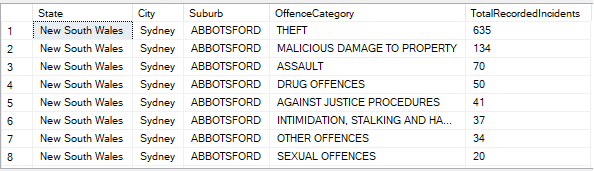 State City Suburb OffenceCategory TotalRecordedIncidents
1 New South Wales Sydney ABBOTSFORD THEFT 635
2 New South Wales Sydney ABBOTSFORD MALICIOUS DAMAGE TO PROPERTY 134
3 New South Wales Sydney ABBOTSFORD ASSAULT 70
4 New South Wales Sydney ABBOTSFORD DRUG OFFENCES 50
5 New South Wales Sydney ABBOTSFORD AGAINST JUSTICE PROCEDURES 41
6 New South Wales Sydney ABBOTSFORD INTIMIDATION, STALKING AND HA... 37
7 New South Wales Sydney ABBOTSFORD OTHER OFFENCES 34
8 New South Wales Sydney ABBOTSFORD SEXUAL OFFENCES 20